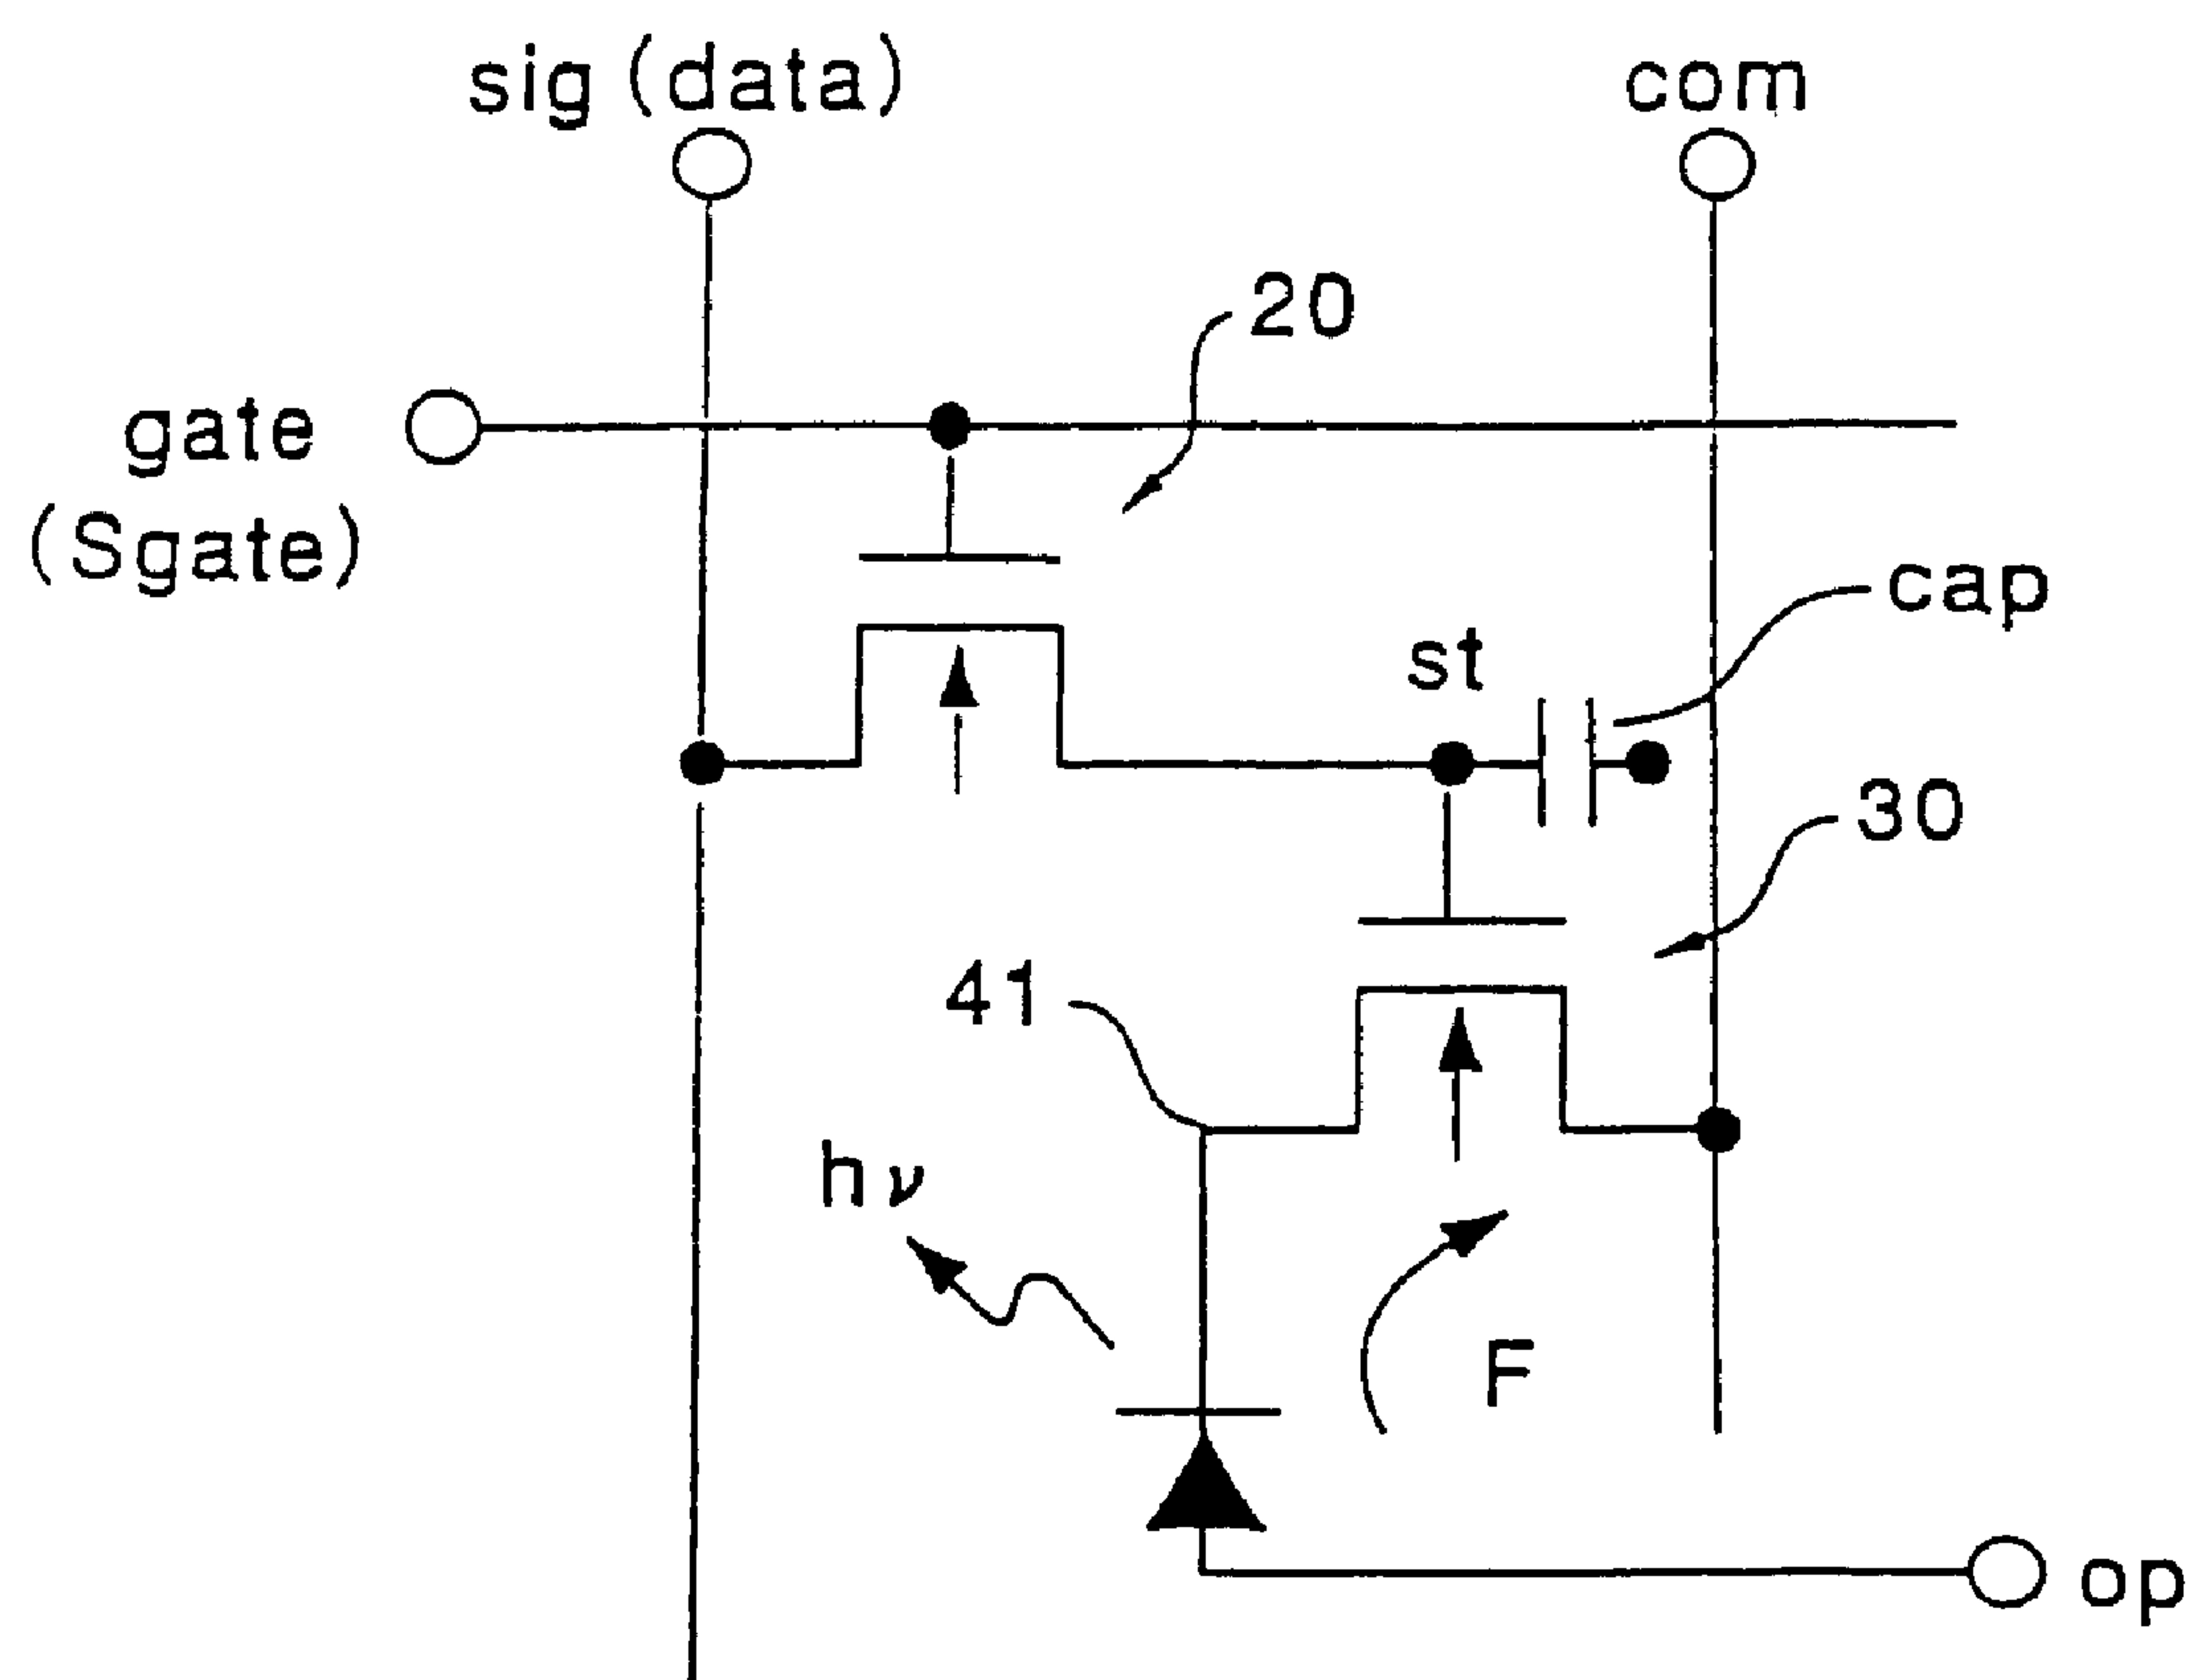 sig (data)
com
20
gate
(Sgate)
cap
st
30
41
hν
F
op